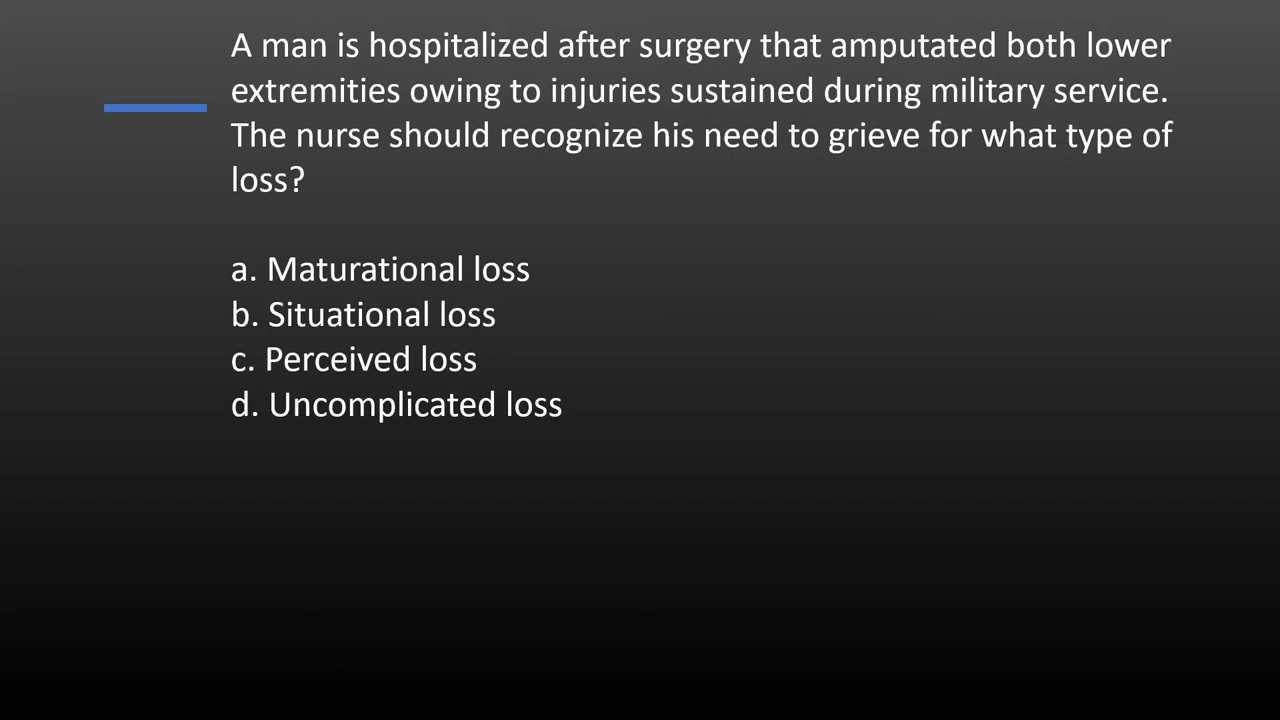 A man is hospitalized after surgery that amputated both lower
extremities owing to injuries sustained during military service.
The nurse should recognize his need to grieve for what type of
loss?
a. Maturational loss
b. Situational loss
c. Perceived loss
d. Uncomplicated loss